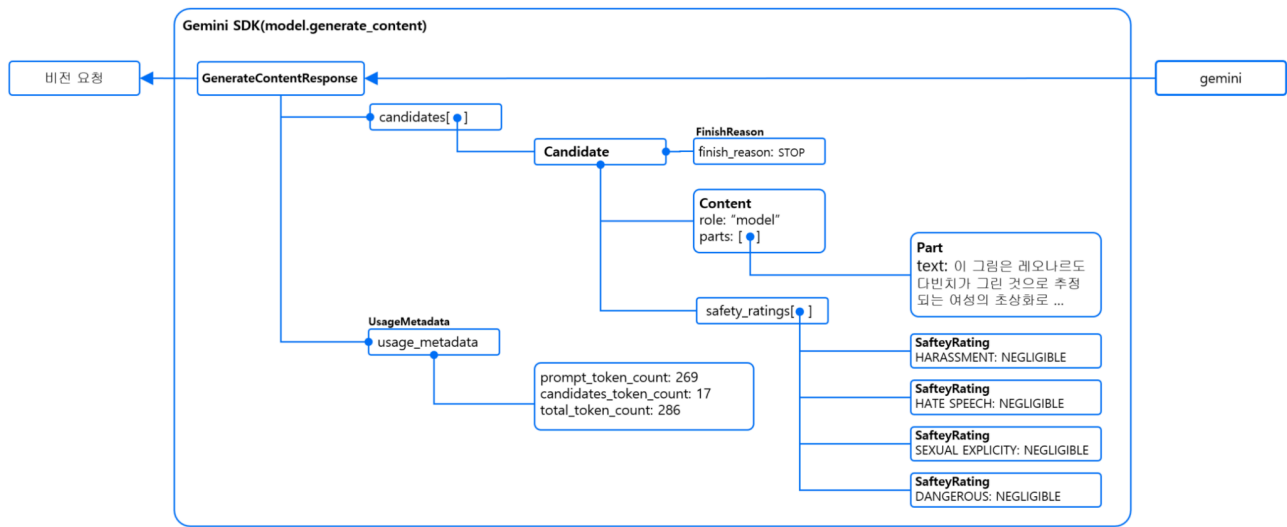 Gemini SDK(model.generate_content)
비전 요청
GenerateContentResponse
gemini
candidates[ ]
Candidate
FinishReason
finish_reason: STOP
Content
role: “model”
parts: [ ]
Part
text: 이 그림은 레오나르도
다빈치가 그린 것으로 추정
되는 여성의 초상화로 ...
safety_ratings[ ]
UsageMetadata
usage_metadata
prompt_token_count: 269
candidates_token_count: 17
total_token_count: 286
SafteyRating
HARASSMENT: NEGLIGIBLE
SafteyRating
HATE SPEECH: NEGLIGIBLE
SafteyRating
SEXUAL EXPLICITY: NEGLIGIBLE
SafteyRating
DANGEROUS: NEGLIGIBLE